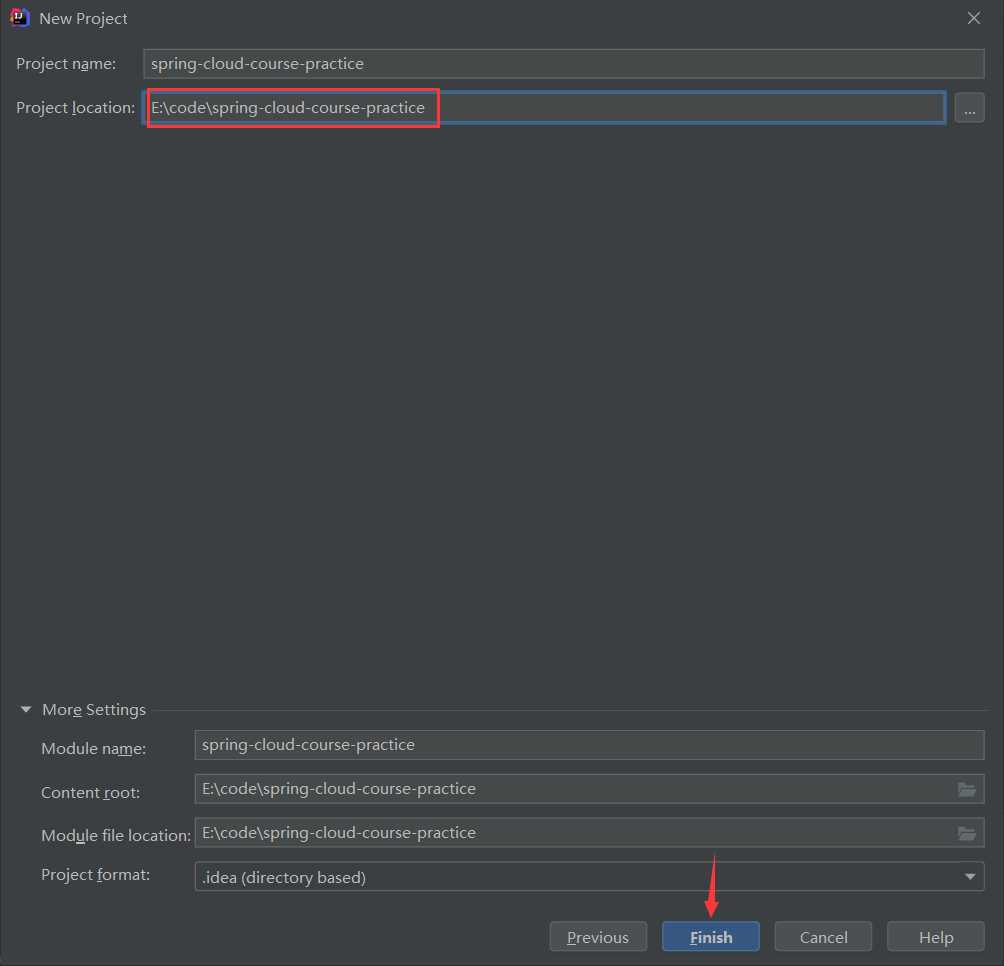 New Project
Project name: spring-cloud-course-practice
Project location: E:\code\spring-cloud-course-practice ...
More Settings
Module name: spring-cloud-course-practice
Content root: E:\code\spring-cloud-course-practice
Module file location: E:\code\spring-cloud-course-practice
Project format: .idea (directory based)
Previous Finish Cancel Help